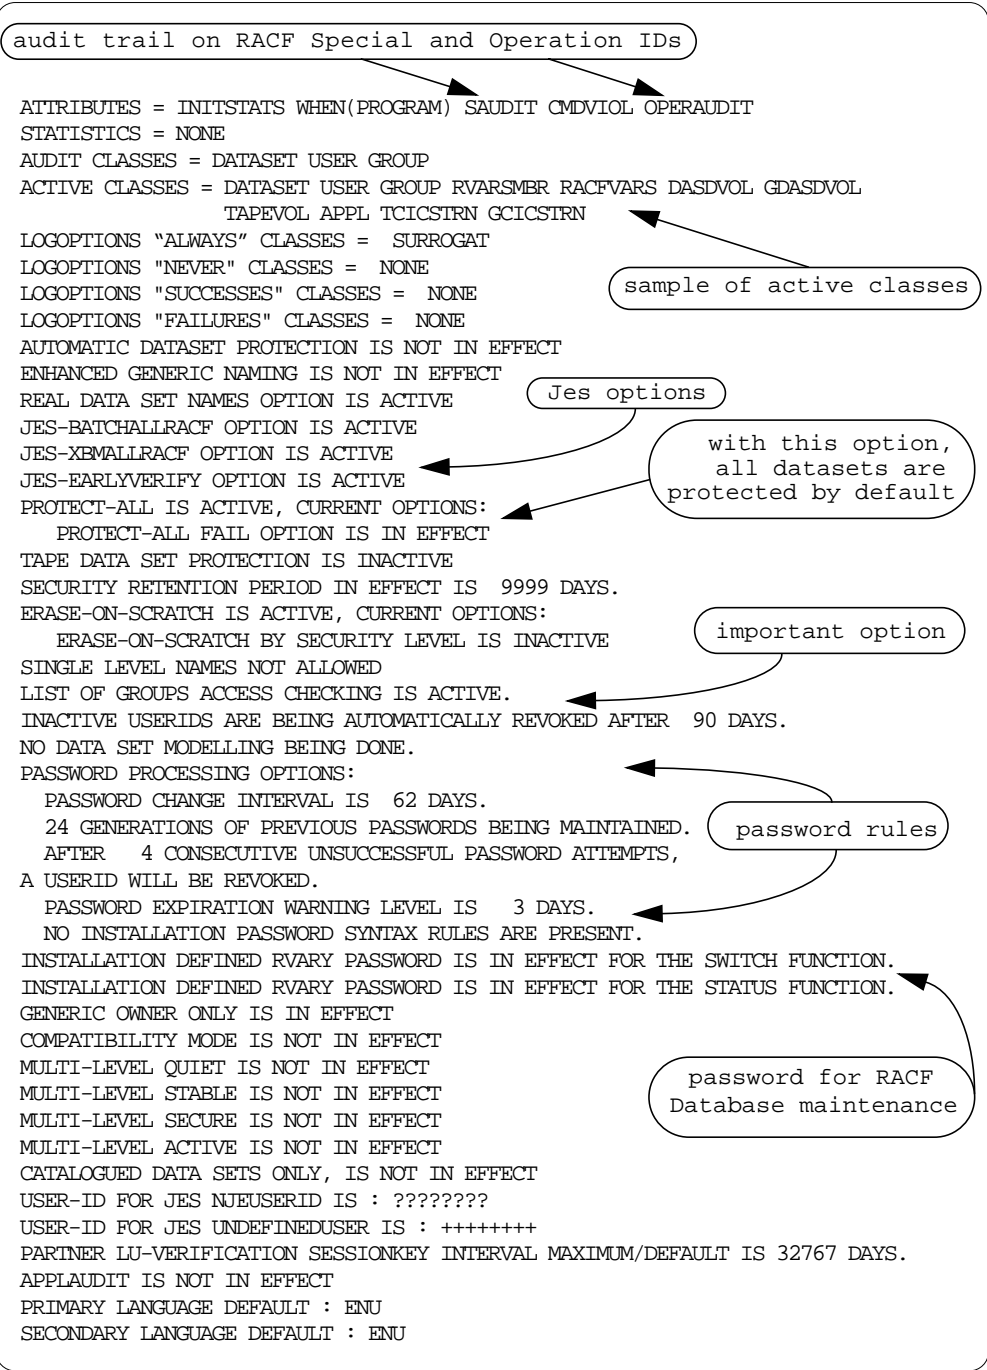 audit trail on RACF Special and Operation IDs
ATTRIBUTES = INITSTATS WHEN(PROGRAM) SAUDIT CMDVIOL OPERAUDIT
STATISTICS = NONE
AUDIT CLASSES = DATASET USER GROUP
ACTIVE CLASSES = DATASET USER GROUP RVARSMBR RACFVARS DASDVOL GDASDVOL
TAPEVOL APPL TCICSTRN GCICSTRN
LOGOPTIONS “ALWAYS” CLASSES =  SURROGAT
LOGOPTIONS "NEVER" CLASSES =  NONE
sample of active classes
LOGOPTIONS "SUCCESSES" CLASSES =  NONE
LOGOPTIONS "FAILURES" CLASSES =  NONE
AUTOMATIC DATASET PROTECTION IS NOT IN EFFECT
ENHANCED GENERIC NAMING IS NOT IN EFFECT
Jes options
REAL DATA SET NAMES OPTION IS ACTIVE
JES-BATCHALLRACF OPTION IS ACTIVE
JES-XBMALLRACF OPTION IS ACTIVE
JES-EARLYVERIFY OPTION IS ACTIVE
with this option,
all datasets are
protected by default
PROTECT-ALL IS ACTIVE, CURRENT OPTIONS:
PROTECT-ALL FAIL OPTION IS IN EFFECT
TAPE DATA SET PROTECTION IS INACTIVE
SECURITY RETENTION PERIOD IN EFFECT IS  9999 DAYS.
ERASE-ON-SCRATCH IS ACTIVE, CURRENT OPTIONS:
ERASE-ON-SCRATCH BY SECURITY LEVEL IS INACTIVE
important option
SINGLE LEVEL NAMES NOT ALLOWED
LIST OF GROUPS ACCESS CHECKING IS ACTIVE.
INACTIVE USERIDS ARE BEING AUTOMATICALLY REVOKED AFTER  90 DAYS.
NO DATA SET MODELLING BEING DONE.
PASSWORD PROCESSING OPTIONS:
PASSWORD CHANGE INTERVAL IS  62 DAYS.
24 GENERATIONS OF PREVIOUS PASSWORDS BEING MAINTAINED.
password rules
AFTER   4 CONSECUTIVE UNSUCCESSFUL PASSWORD ATTEMPTS,
A USERID WILL BE REVOKED.
PASSWORD EXPIRATION WARNING LEVEL IS   3 DAYS.
NO INSTALLATION PASSWORD SYNTAX RULES ARE PRESENT.
INSTALLATION DEFINED RVARY PASSWORD IS IN EFFECT FOR THE SWITCH FUNCTION.
INSTALLATION DEFINED RVARY PASSWORD IS IN EFFECT FOR THE STATUS FUNCTION.
GENERIC OWNER ONLY IS IN EFFECT
COMPATIBILITY MODE IS NOT IN EFFECT
MULTI-LEVEL QUIET IS NOT IN EFFECT
MULTI-LEVEL STABLE IS NOT IN EFFECT
MULTI-LEVEL SECURE IS NOT IN EFFECT
MULTI-LEVEL ACTIVE IS NOT IN EFFECT
password for RACF
Database maintenance
CATALOGUED DATA SETS ONLY, IS NOT IN EFFECT
USER-ID FOR JES NJEUSERID IS : ????????
USER-ID FOR JES UNDEFINEDUSER IS : ++++++++
PARTNER LU-VERIFICATION SESSIONKEY INTERVAL MAXIMUM/DEFAULT IS 32767 DAYS.
APPLAUDIT IS NOT IN EFFECT
PRIMARY LANGUAGE DEFAULT : ENU
SECONDARY LANGUAGE DEFAULT : ENU